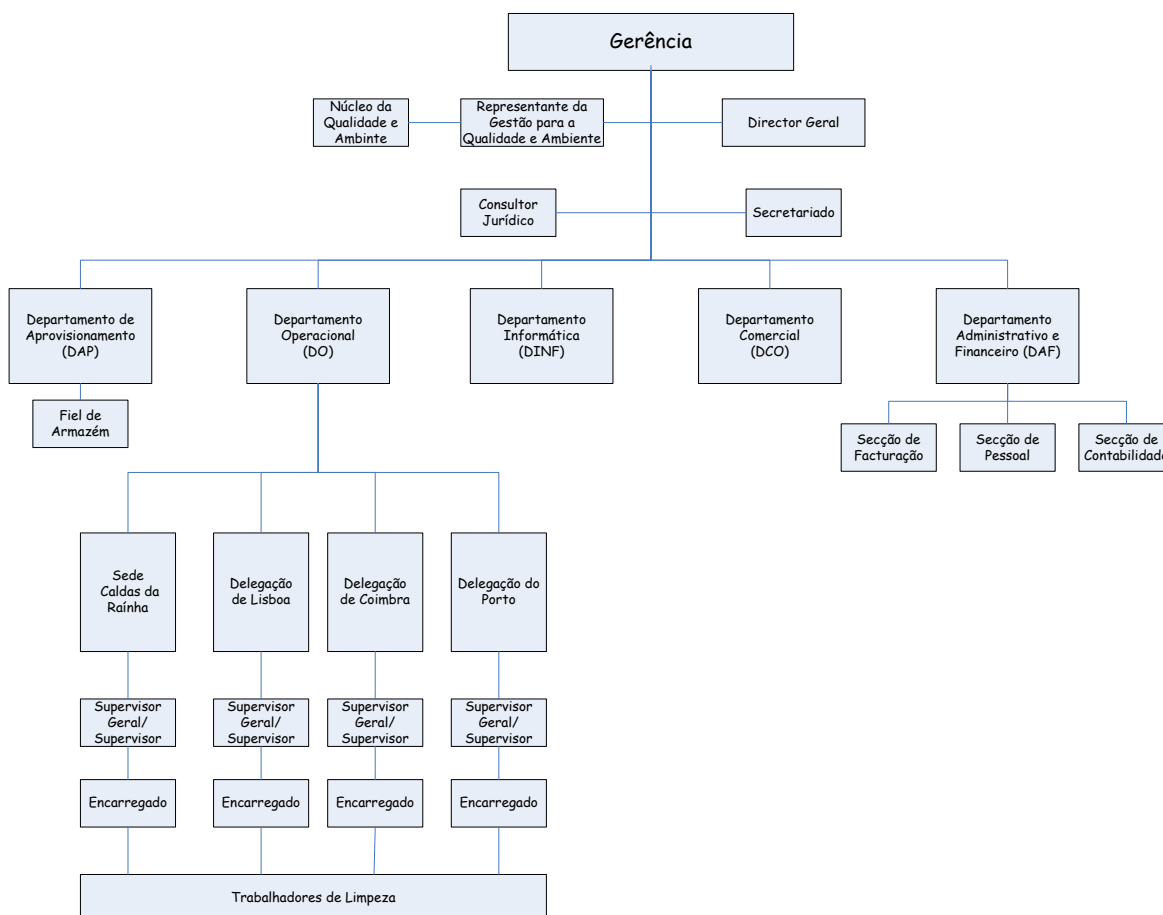 Gerência
Núcleo da
Qualidade e
Ambinte
Representante da
Gestão para a
Qualidade e Ambiente
Director Geral
Consultor
Jurídico
Secretariado
Departamento de
Aprovisionamento
(DAP)
Departamento
Operacional
(DO)
Departamento
Informática
(DINF)
Departamento
Comercial
(DCO)
Departamento
Administrativo e
Financeiro (DAF)
Fiel de
Armazém
Secção de
Facturação
Secção de
Pessoal
Secção de
Contabilidade
Sede
Caldas da
Raínha
Delegação
de Lisboa
Delegação
de Coimbra
Delegação do
Porto
Supervisor
Geral/
Supervisor
Supervisor
Geral/
Supervisor
Supervisor
Geral/
Supervisor
Supervisor
Geral/
Supervisor
Encarregado
Encarregado
Encarregado
Encarregado
Trabalhadores de Limpeza